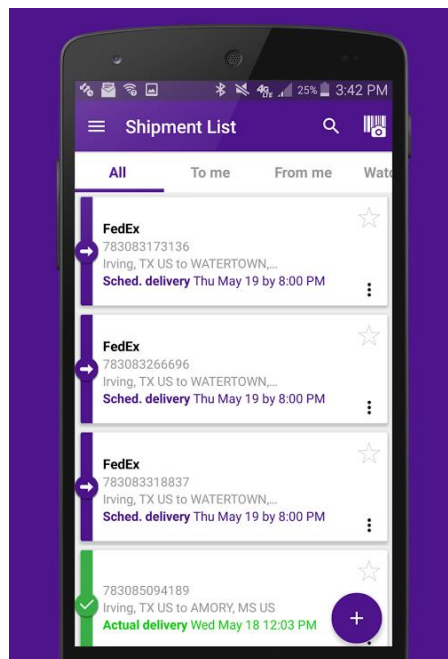 4G LTE 25% 3:42 PM
Shipment List
All To me From me Watc
FedEx
783083173136
Irving, TX US to WATERTOWN,...
Sched. delivery Thu May 19 by 8:00 PM
FedEx
783083266696
Irving, TX US to WATERTOWN,...
Sched. delivery Thu May 19 by 8:00 PM
FedEx
783083318837
Irving, TX US to WATERTOWN,...
Sched. delivery Thu May 19 by 8:00 PM
783085094189
Irving, TX US to AMORY, MS US
Actual delivery Wed May 18 12:03 PM